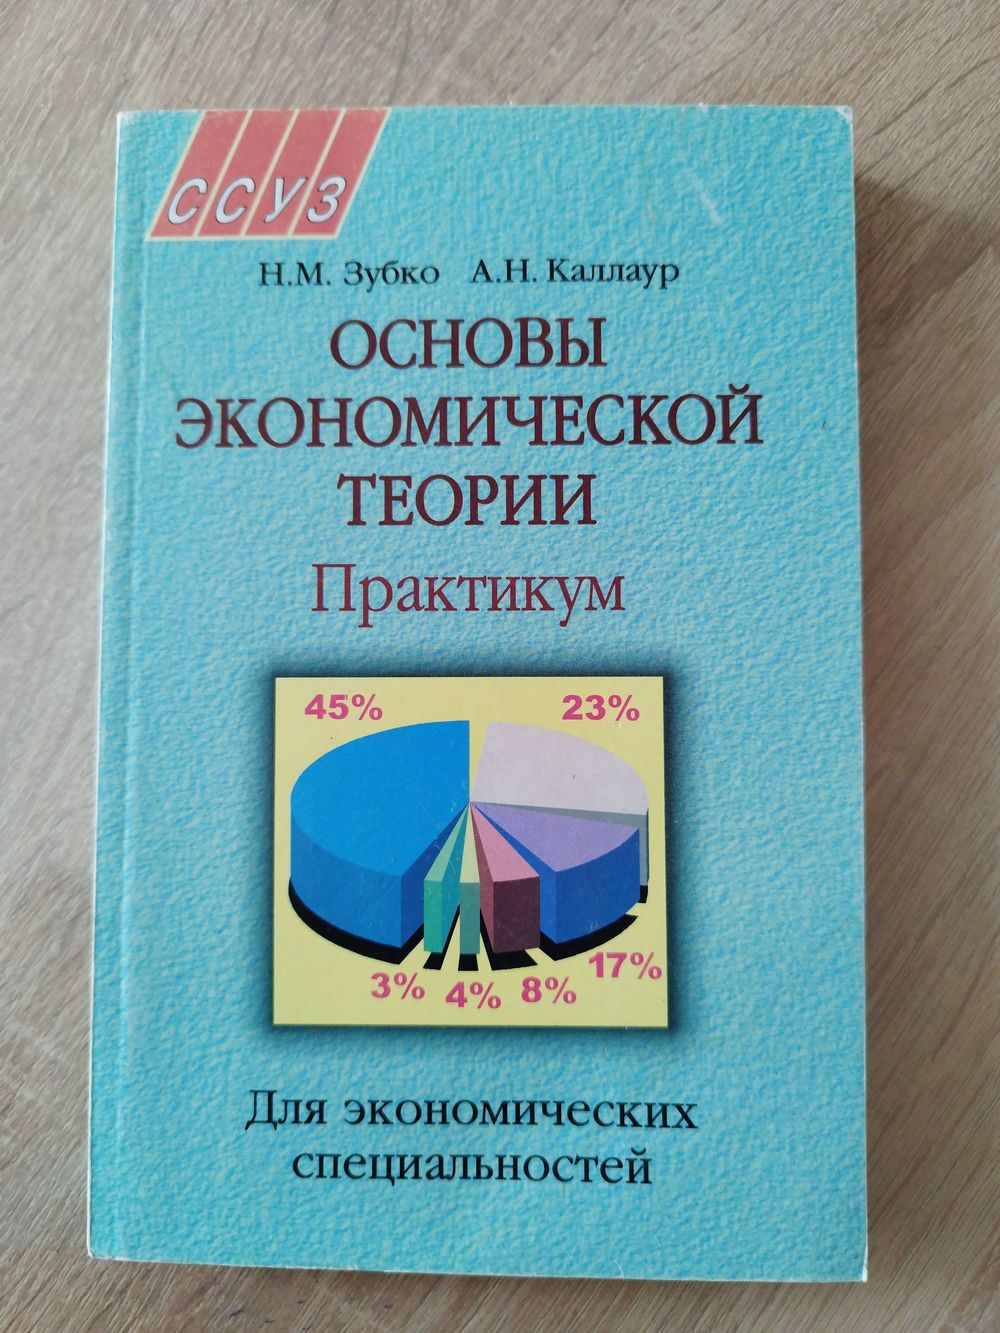 ССУЗ
Н.М. Зубко А.Н. Каллаур
ОСНОВЫ
ЭКОНОМИЧЕСКОЙ
ТЕОРИИ
Практикум
45% 23%
3% 4% 8% 17%
Для экономических
специальностей